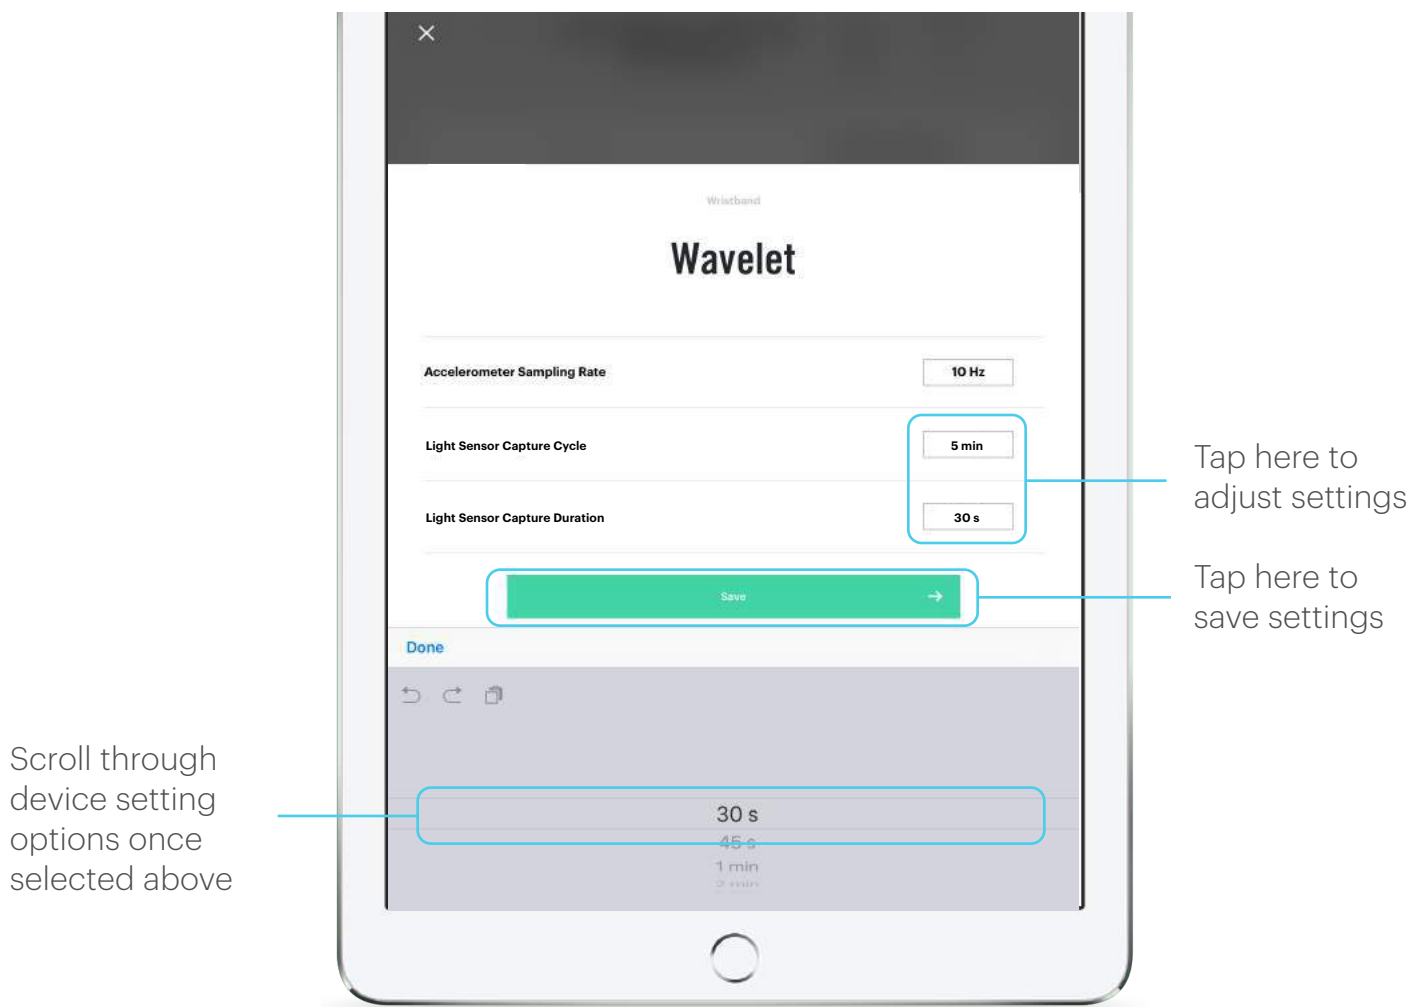 Wristband
Wavelet
Accelerometer Sampling Rate
10 Hz
Light Sensor Capture Cycle
5 min
Light Sensor Capture Duration
30 s
Tap here to
adjust settings
Save
Tap here to
save settings
Done
Scroll through
device setting
options once
selected above
30 s
45 s
1 min
2 min